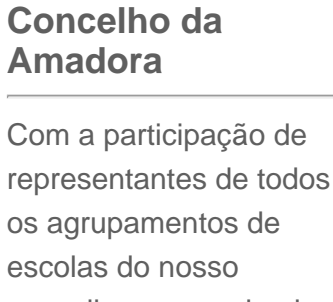 Concelho da
Amadora
Com a participação de
representantes de todos
os agrupamentos de
escolas do nosso